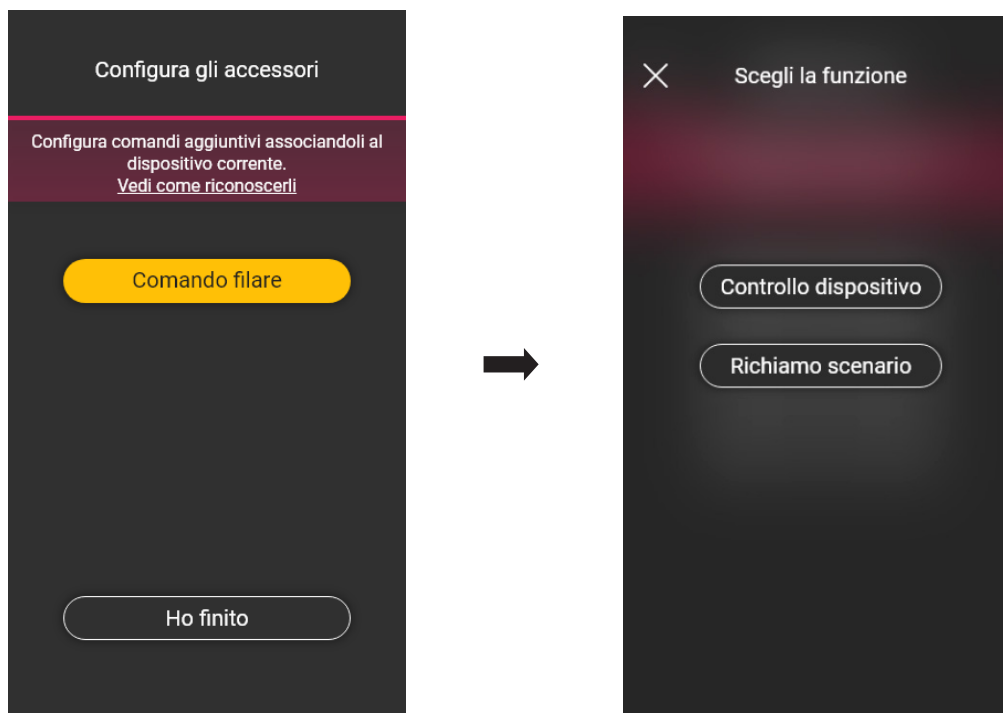 Configura gli accessori
Configura comandi aggiuntivi associandoli al
dispositivo corrente.
Vedi come riconoscerli
Comando filare
Ho finito
Scegli la funzione
Controllo dispositivo
Richiamo scenario